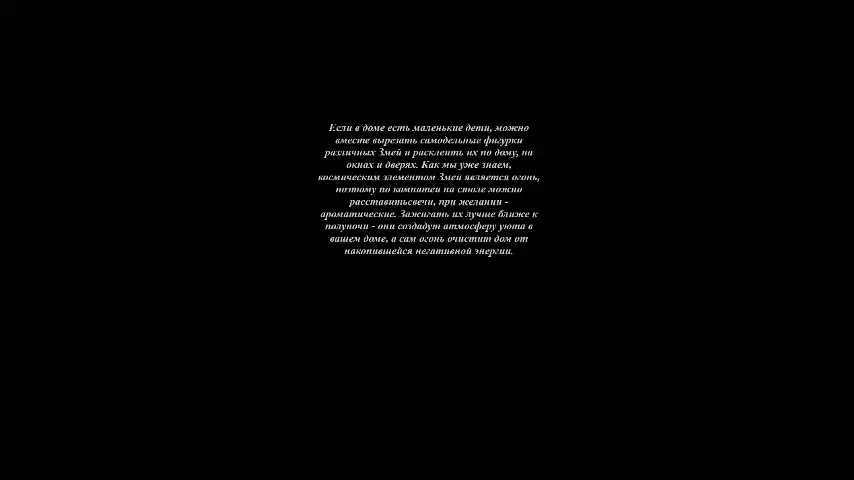 Если в доме есть маленькие дети, можно
вместе вырезать самодельные фигурки
различных Змей и расклеить их по дому, на
окнах и дверях. Как мы уже знаем,
космическим элементом Змеи является огонь,
поэтому по комнатеи на столе можно
расставитьсвечи, при желании -
ароматические. Зажигать их лучше ближе к
полуночи - они создадут атмосферу уюта в
вашем доме, а сам огонь очистит дом от
накопившейся негативной энергии.